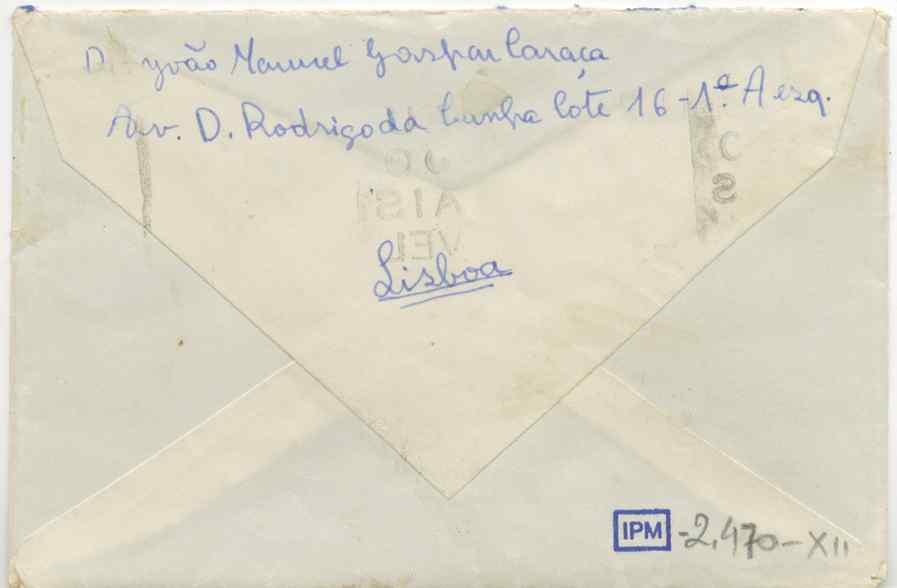 D. João Manuel Gaspar Caraça
Av. D. Rodrigo da Cunha lote 16-1.º A esq.
Lisboa
IPM -2.470-XII